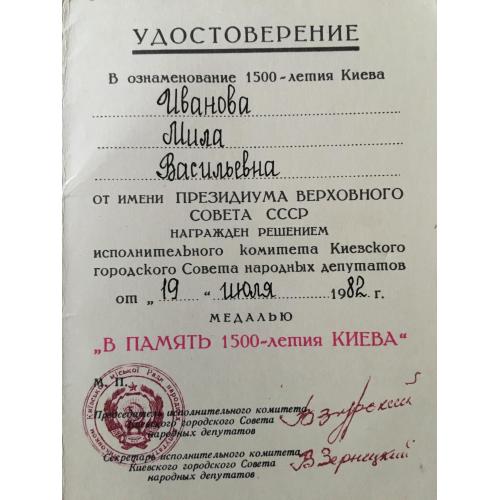 УДОСТОВЕРЕНИЕ
В ознаменование 1500-летия Киева
Иванова
Мила
Васильевна
от имени ПРЕЗИДИУМА ВЕРХОВНОГО
СОВЕТА СССР
НАГРАЖДЕН РЕШЕНИЕМ
исполнительного комитета Киевского
городского Совета народных депутатов
от „19“ июля 1982 г.
МЕДАЛЬЮ
„В ПАМЯТЬ 1500-летия КИЕВА“
М. П.
Председатель исполнительного комитета
Киевского городского Совета
народных депутатов
Секретарь исполнительного комитета
Киевского городского Совета
народных депутатов
В Зернецкий